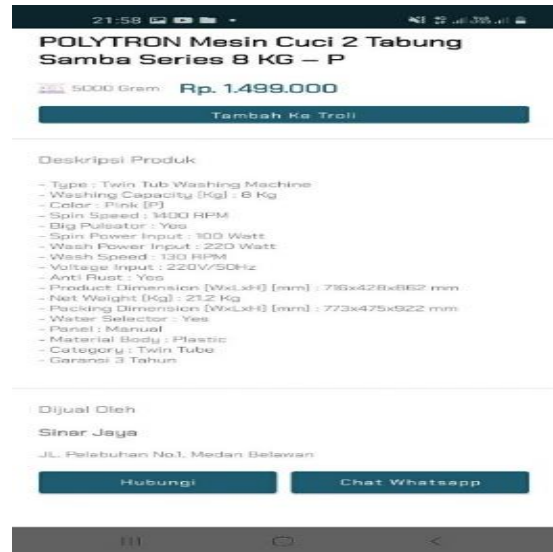 21:58
POLYTRON Mesin Cuci 2 Tabung
Samba Series 8 KG – P
5000 Gram Rp. 1.499.000
Tambah Ke Troli
Deskripsi Produk
- Type : Twin Tub Washing Machine
- Washing Capacity [Kg] : 8 Kg
- Color : Pink [P]
- Spin Speed : 1400 RPM
- Big Pulsator : Yes
- Spin Power Input : 100 Watt
- Wash Power Input : 220 Watt
- Wash Speed : 130 RPM
- Voltage Input : 220V/50Hz
- Anti Rust : Yes
- Product Dimension [WxLxH] [mm] : 716x428x862 mm
- Net Weight [Kg] : 21.2 Kg
- Packing Dimension [WxLxH] [mm] : 773x475x922 mm
- Water Selector : Yes
- Panel : Manual
- Material Body : Plastic
- Category : Twin Tube
- Garansi 3 Tahun
Dijual Oleh
Sinar Jaya
JL. Pelabuhan No.1, Medan Belawan
Hubungi Chat Whatsapp